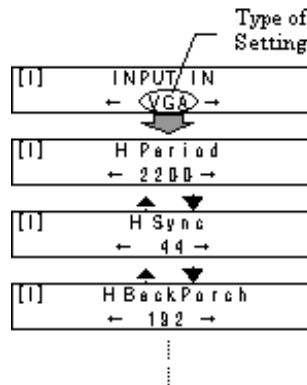 Type of
Setting
[I] INPUT IN
← VGA →
[I] H Period
← 2200 →
[I] H Sync
← 44 →
[I] H BackPorch
← 192 →